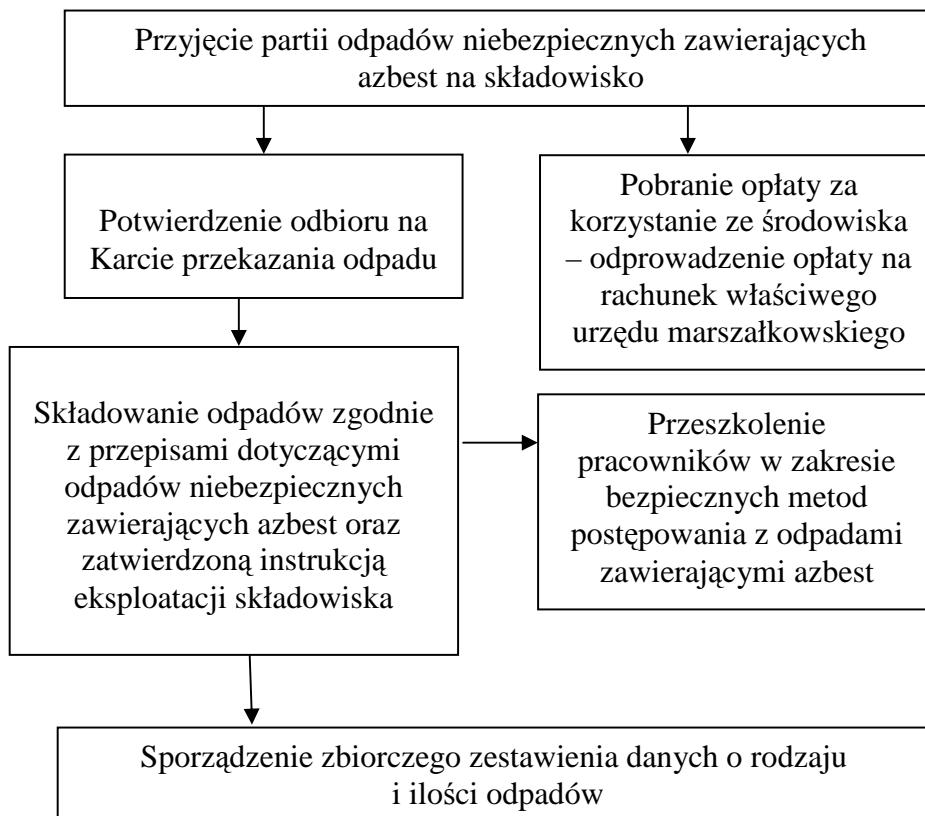 Przyjęcie partii odpadów niebezpiecznych zawierających
azbest na składowisko
Potwierdzenie odbioru na
Karcie przekazania odpadu
Pobranie opłaty za
korzystanie ze środowiska
– odprowadzenie opłaty na
rachunek właściwego
urzędu marszałkowskiego
Składowanie odpadów zgodnie
z przepisami dotyczącymi
odpadów niebezpiecznych
zawierających azbest oraz
zatwierdzoną instrukcją
eksploatacji składowiska
Przeszkolenie
pracowników w zakresie
bezpiecznych metod
postępowania z odpadami
zawierającymi azbest
Sporządzenie zbiorczego zestawienia danych o rodzaju
i ilości odpadów